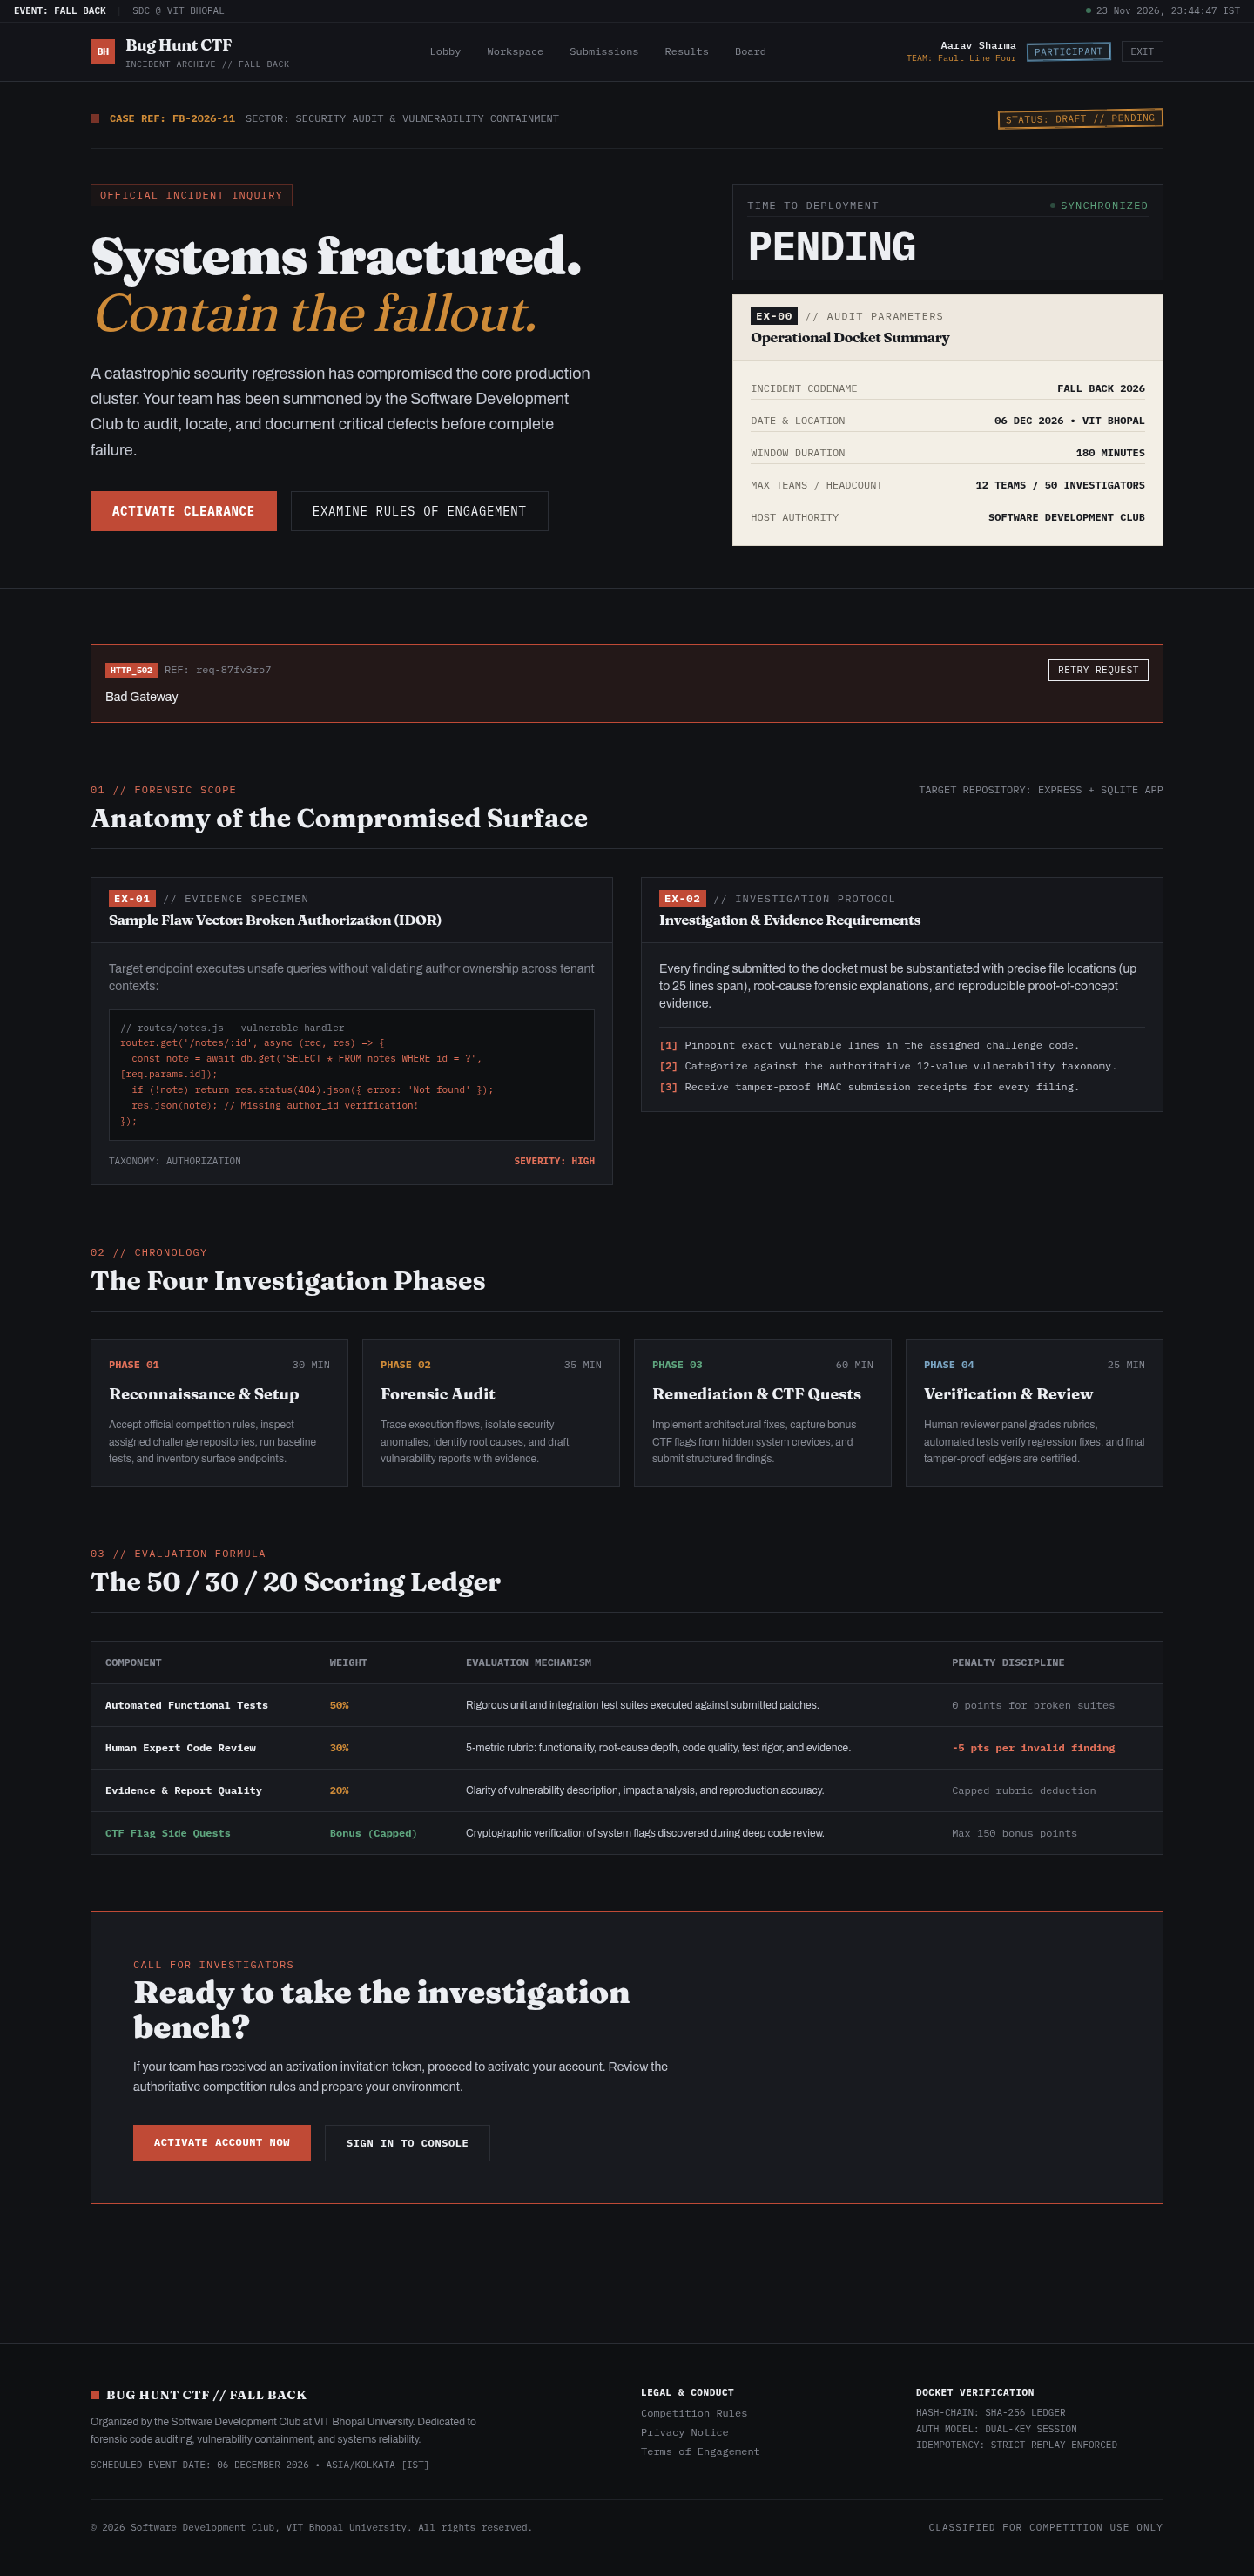 EVENT: FALL BACK | SDC @ VIT BHOPAL
23 Nov 2026, 23:44:47 IST
BH
Bug Hunt CTF
INCIDENT ARCHIVE // FALL BACK
Lobby Workspace Submissions Results Board
Aarav Sharma
TEAM: Fault Line Four
PARTICIPANT
EXIT
CASE REF: FB-2026-11 SECTOR: SECURITY AUDIT & VULNERABILITY CONTAINMENT
STATUS: DRAFT // PENDING
OFFICIAL INCIDENT INQUIRY
Systems fractured.
Contain the fallout.
A catastrophic security regression has compromised the core production
cluster. Your team has been summoned by the Software Development
Club to audit, locate, and document critical defects before complete
failure.
ACTIVATE CLEARANCE
EXAMINE RULES OF ENGAGEMENT
TIME TO DEPLOYMENT
SYNCHRONIZED
PENDING
EX-00 // AUDIT PARAMETERS
Operational Docket Summary
INCIDENT CODENAME FALL BACK 2026
DATE & LOCATION 06 DEC 2026 • VIT BHOPAL
WINDOW DURATION 180 MINUTES
MAX TEAMS / HEADCOUNT 12 TEAMS / 50 INVESTIGATORS
HOST AUTHORITY SOFTWARE DEVELOPMENT CLUB
HTTP_502 REF: req-87fv3ro7
RETRY REQUEST
Bad Gateway
01 // FORENSIC SCOPE
TARGET REPOSITORY: EXPRESS + SQLITE APP
Anatomy of the Compromised Surface
EX-01 // EVIDENCE SPECIMEN
Sample Flaw Vector: Broken Authorization (IDOR)
Target endpoint executes unsafe queries without validating author ownership across tenant
contexts:
// routes/notes.js - vulnerable handler
router.get('/notes/:id', async (req, res) => {
const note = await db.get('SELECT * FROM notes WHERE id = ?',
[req.params.id]);
if (!note) return res.status(404).json({ error: 'Not found' });
res.json(note); // Missing author_id verification!
});
TAXONOMY: AUTHORIZATION
SEVERITY: HIGH
EX-02 // INVESTIGATION PROTOCOL
Investigation & Evidence Requirements
Every finding submitted to the docket must be substantiated with precise file locations (up
to 25 lines span), root-cause forensic explanations, and reproducible proof-of-concept
evidence.
[1] Pinpoint exact vulnerable lines in the assigned challenge code.
[2] Categorize against the authoritative 12-value vulnerability taxonomy.
[3] Receive tamper-proof HMAC submission receipts for every filing.
02 // CHRONOLOGY
The Four Investigation Phases
PHASE 01 30 MIN
Reconnaissance & Setup
Accept official competition rules, inspect
assigned challenge repositories, run baseline
tests, and inventory surface endpoints.
PHASE 02 35 MIN
Forensic Audit
Trace execution flows, isolate security
anomalies, identify root causes, and draft
vulnerability reports with evidence.
PHASE 03 60 MIN
Remediation & CTF Quests
Implement architectural fixes, capture bonus
CTF flags from hidden system crevices, and
submit structured findings.
PHASE 04 25 MIN
Verification & Review
Human reviewer panel grades rubrics,
automated tests verify regression fixes, and final
tamper-proof ledgers are certified.
03 // EVALUATION FORMULA
The 50 / 30 / 20 Scoring Ledger
COMPONENT WEIGHT EVALUATION MECHANISM PENALTY DISCIPLINE
Automated Functional Tests 50% Rigorous unit and integration test suites executed against submitted patches. 0 points for broken suites
Human Expert Code Review 30% 5-metric rubric: functionality, root-cause depth, code quality, test rigor, and evidence. -5 pts per invalid finding
Evidence & Report Quality 20% Clarity of vulnerability description, impact analysis, and reproduction accuracy. Capped rubric deduction
CTF Flag Side Quests Bonus (Capped) Cryptographic verification of system flags discovered during deep code review. Max 150 bonus points
CALL FOR INVESTIGATORS
Ready to take the investigation
bench?
If your team has received an activation invitation token, proceed to activate your account. Review the
authoritative competition rules and prepare your environment.
ACTIVATE ACCOUNT NOW
SIGN IN TO CONSOLE
BUG HUNT CTF // FALL BACK
Organized by the Software Development Club at VIT Bhopal University. Dedicated to
forensic code auditing, vulnerability containment, and systems reliability.
SCHEDULED EVENT DATE: 06 DECEMBER 2026 • ASIA/KOLKATA [IST]
LEGAL & CONDUCT
Competition Rules
Privacy Notice
Terms of Engagement
DOCKET VERIFICATION
HASH-CHAIN: SHA-256 LEDGER
AUTH MODEL: DUAL-KEY SESSION
IDEMPOTENCY: STRICT REPLAY ENFORCED
© 2026 Software Development Club, VIT Bhopal University. All rights reserved.
CLASSIFIED FOR COMPETITION USE ONLY